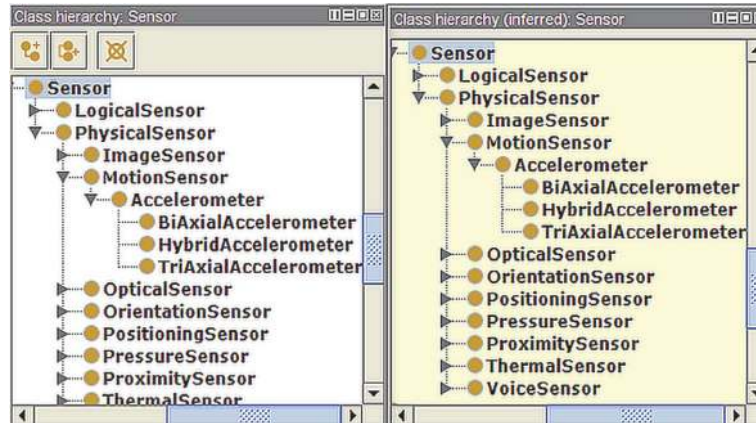 Class hierarchy: Sensor
Sensor
LogicalSensor
PhysicalSensor
ImageSensor
MotionSensor
Accelerometer
BiAxialAccelerometer
HybridAccelerometer
TriAxialAccelerometer
OpticalSensor
OrientationSensor
PositioningSensor
PressureSensor
ProximitySensor
ThermalSensor
Class hierarchy (inferred): Sensor
Sensor
LogicalSensor
PhysicalSensor
ImageSensor
MotionSensor
Accelerometer
BiAxialAccelerometer
HybridAccelerometer
TriAxialAccelerometer
OpticalSensor
OrientationSensor
PositioningSensor
PressureSensor
ProximitySensor
ThermalSensor
VoiceSensor